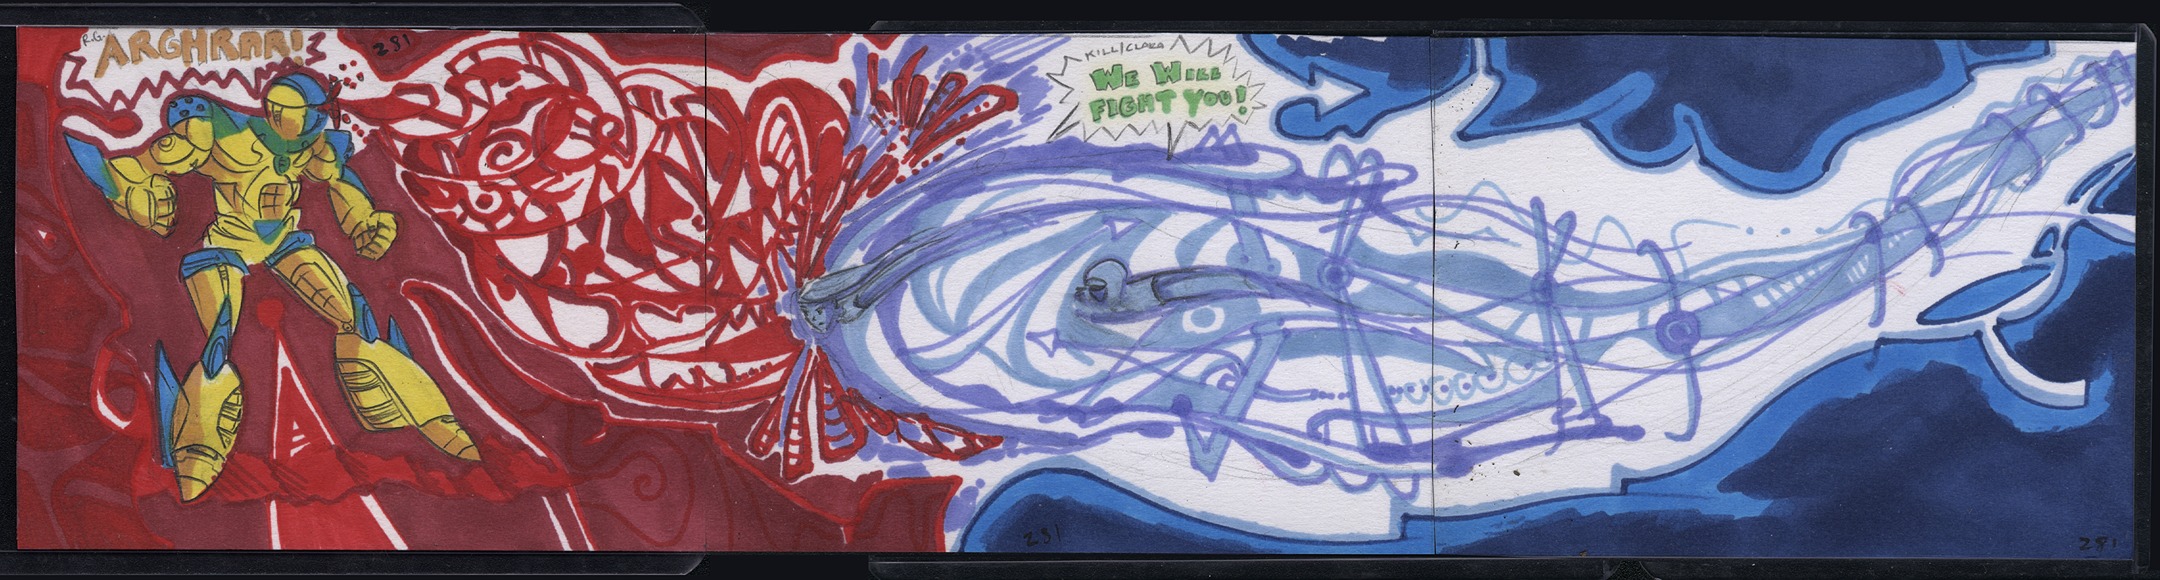 R.G.
ARGHRAR!
281
KILL/CLARA
WE WILL
FIGHT YOU!
281
281